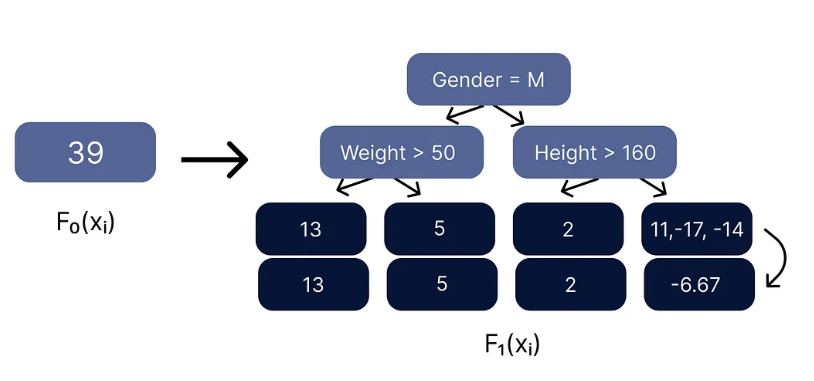 Gender = M
39
Weight > 50
Height > 160
F₀(xᵢ)
13
5
2
11,-17, -14
13
5
2
-6.67
F₁(xᵢ)